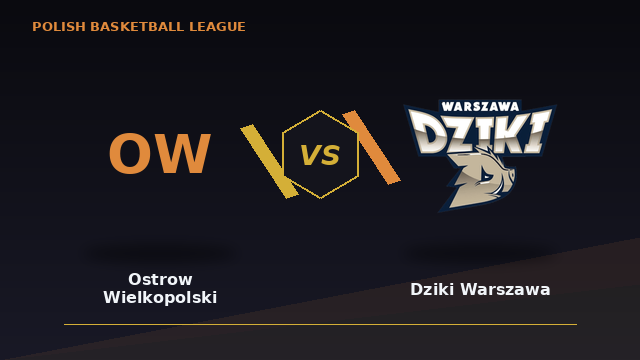 POLISH BASKETBALL LEAGUE
OW
VS
WARSZAWA
DZIKI
Ostrow
Wielkopolski
Dziki Warszawa